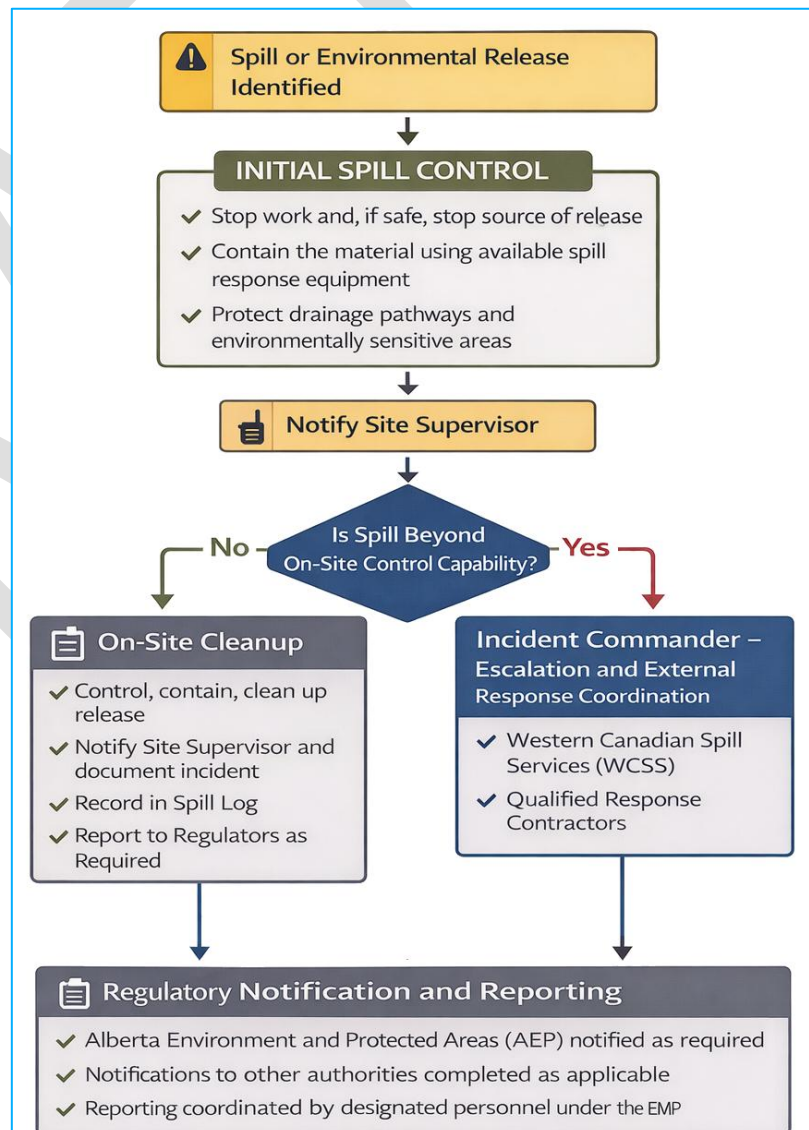 Spill or Environmental Release
Identified
INITIAL SPILL CONTROL
Stop work and, if safe, stop source of release
Contain the material using available spill
response equipment
Protect drainage pathways and
environmentally sensitive areas
Notify Site Supervisor
Is Spill Beyond
On-Site Control Capability?
No
Yes
On-Site Cleanup
Control, contain, clean up
release
Notify Site Supervisor and
document incident
Record in Spill Log
Report to Regulators as
Required
Incident Commander –
Escalation and External
Response Coordination
Western Canadian Spill
Services (WCSS)
Qualified Response
Contractors
Regulatory Notification and Reporting
Alberta Environment and Protected Areas (AEP) notified as required
Notifications to other authorities completed as applicable
Reporting coordinated by designated personnel under the EMP